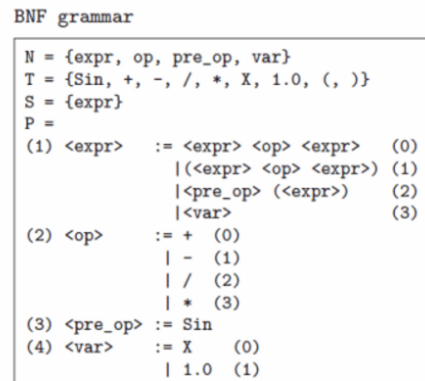 BNF grammar
N = {expr, op, pre_op, var}
T = {Sin, +, -, /, *, X, 1.0, (, )}
S = {expr}
P =
(1) <expr> := <expr> <op> <expr> (0)
|(<expr> <op> <expr>) (1)
|<pre_op> (<expr>) (2)
|<var> (3)
(2) <op> := + (0)
| - (1)
| / (2)
| * (3)
(3) <pre_op> := Sin
(4) <var> := X (0)
| 1.0 (1)